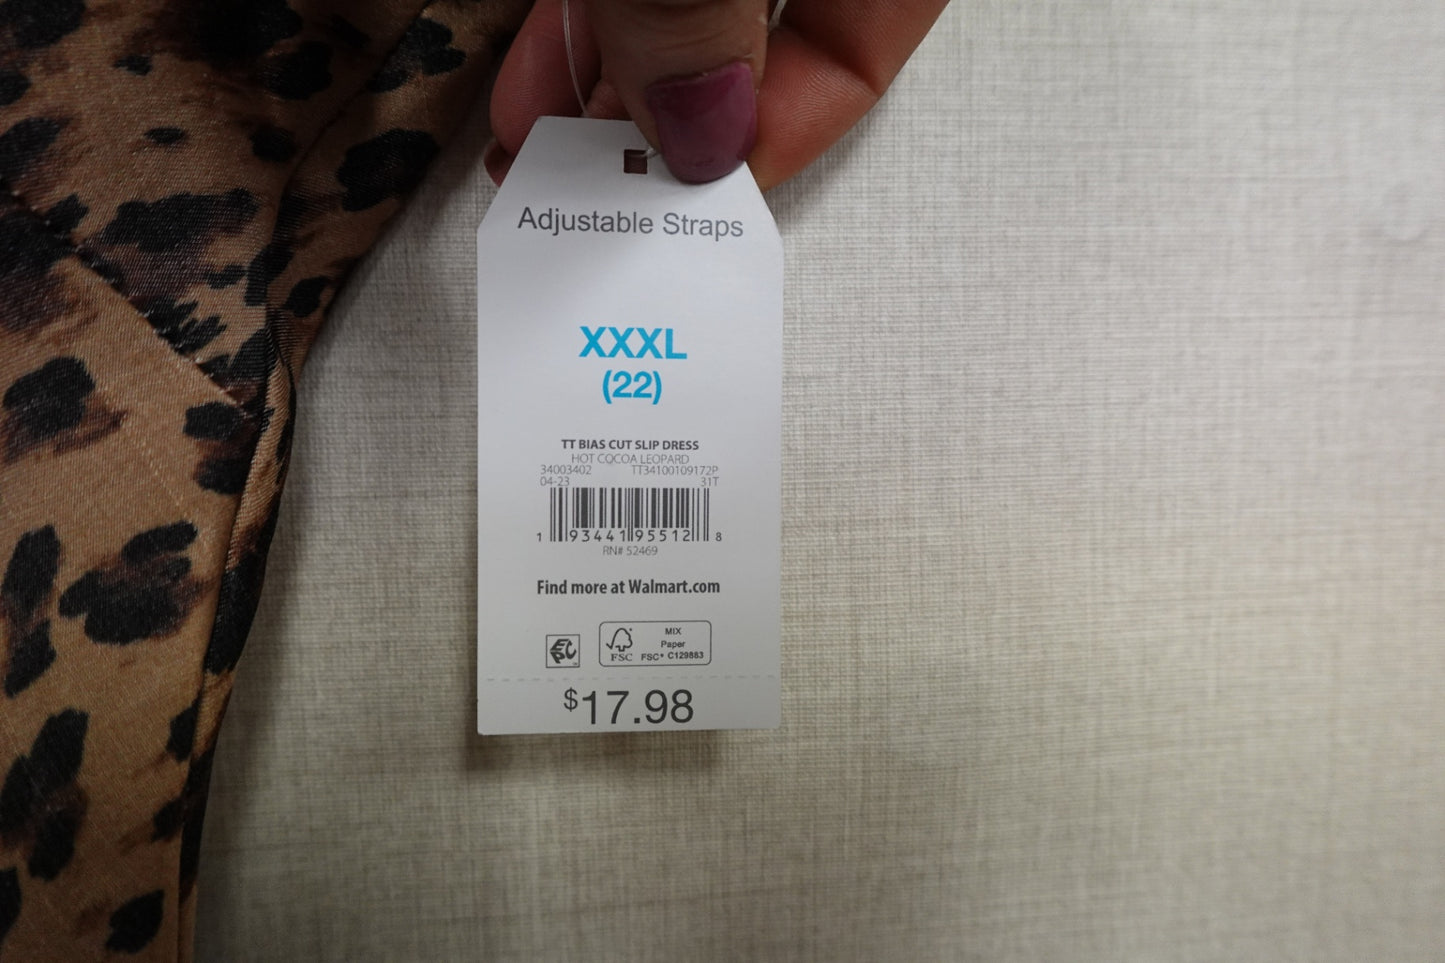 Adjustable Straps
XXXL
(22)
TT BIAS CUT SLIP DRESS
HOT COCOA LEOPARD
34003402 TT34100109172P
04-23 31T
1 93441 95512 8
RN# 52469
Find more at Walmart.com
MIX
Paper
FSC FSC® C129883
$17.98